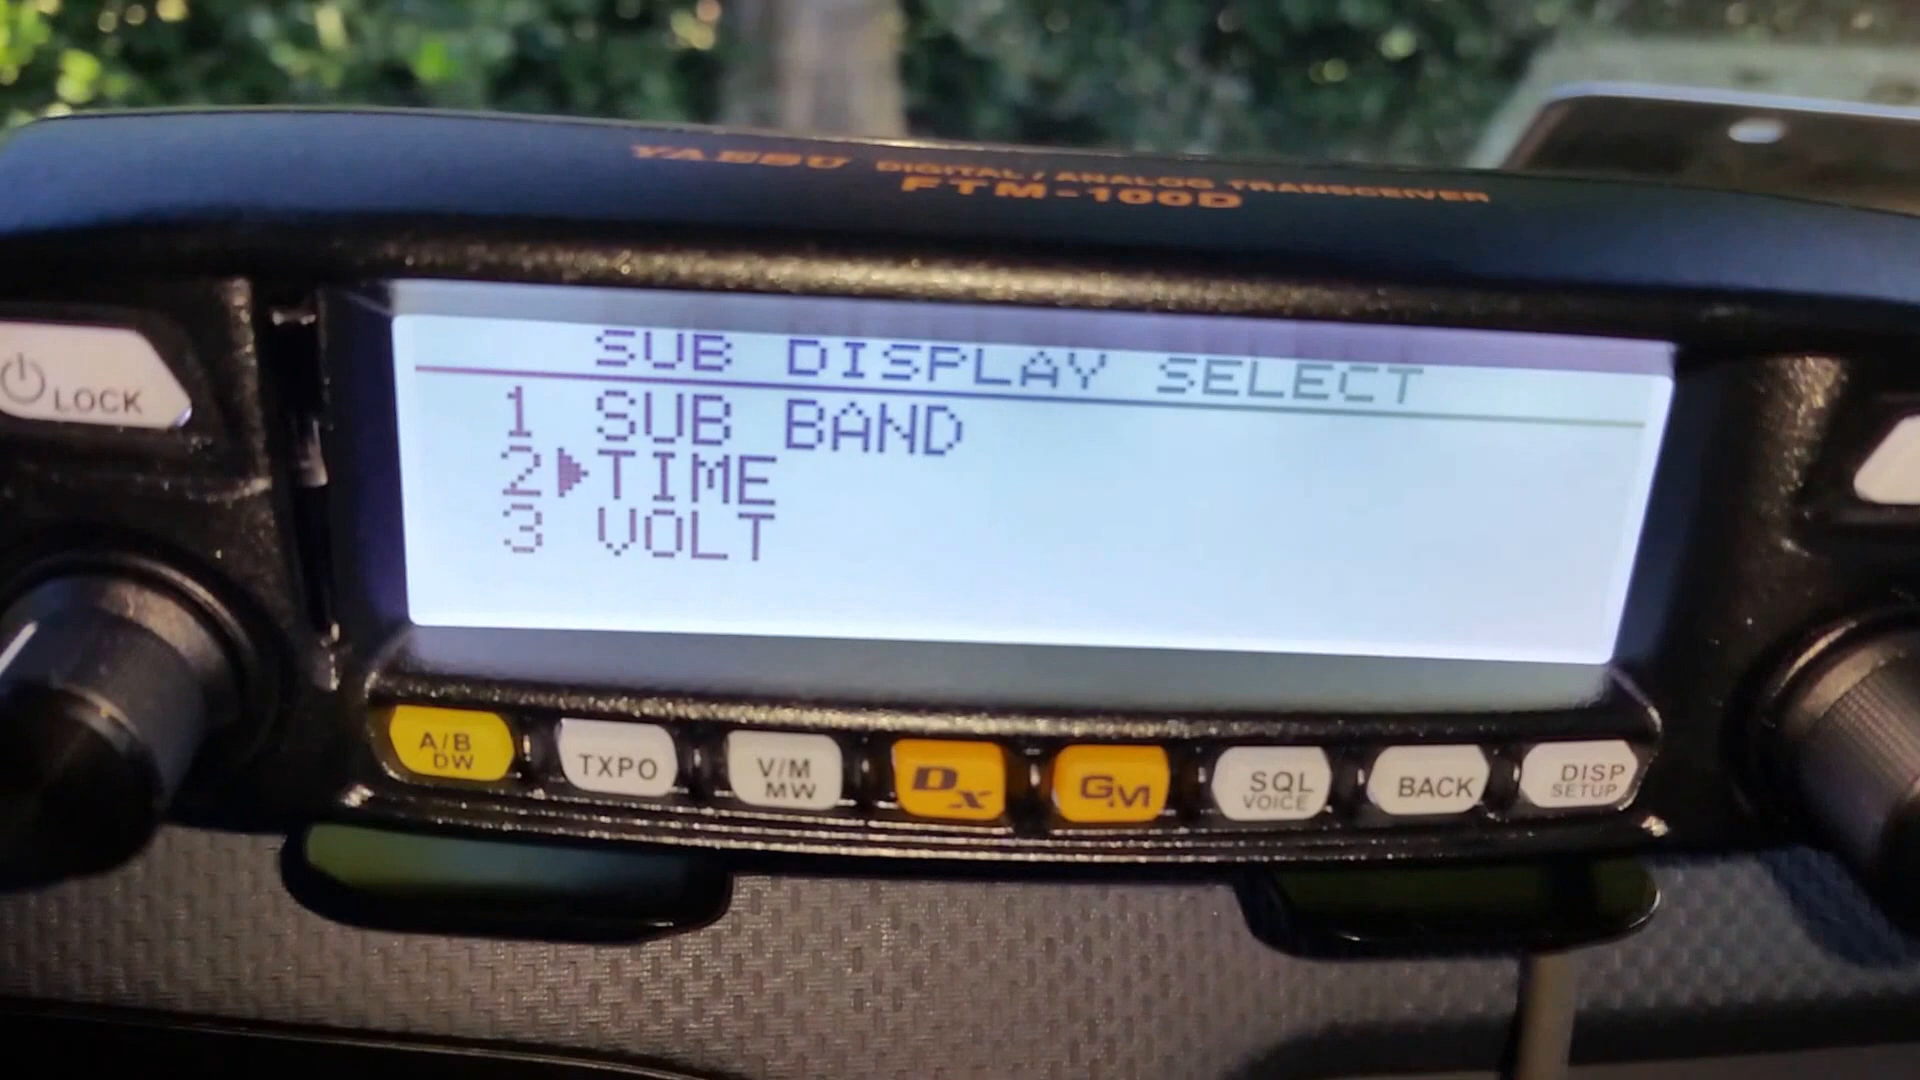 YAESU DIGITAL/ANALOG TRANSCEIVER
FTM-100D
LOCK
SUB DISPLAY SELECT
1 SUB BAND
2 ▶TIME
3 VOLT
A/B
DW
TXPO
V/M
MW
DX
GM
SQL
VOICE
BACK
DISP
SETUP